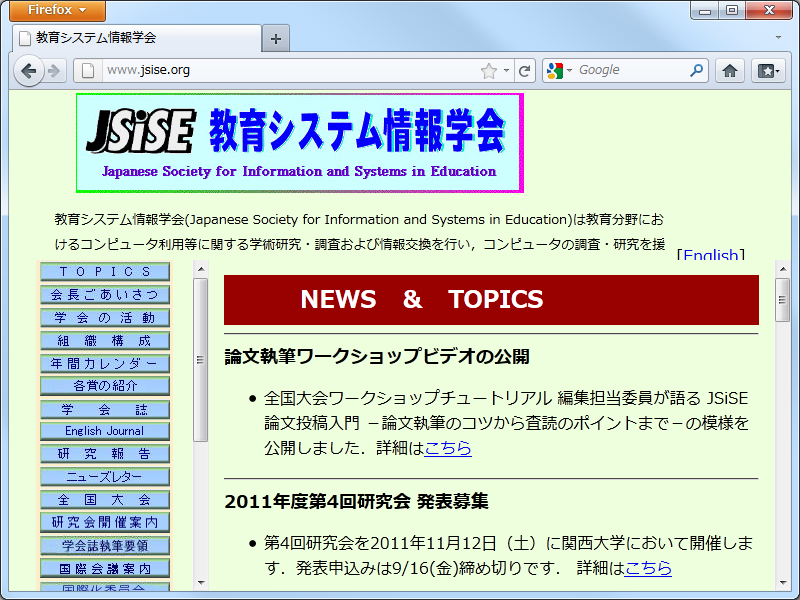 Firefox
教育システム情報学会
www.jsise.org
Google
JSiSE 教育システム情報学会
Japanese Society for Information and Systems in Education
教育システム情報学会(Japanese Society for Information and Systems in Education)は教育分野にお
けるコンピュータ利用等に関する学術研究・調査および情報交換を行い，コンピュータの調査・研究を援
[English]
ＴＯＰＩＣＳ
会長ごあいさつ
学会の活動
組織構成
年間カレンダー
各賞の紹介
学会誌
English Journal
研究報告
ニューズレター
全国大会
研究会開催案内
学会誌執筆要領
国際会議案内
国際化委員会
NEWS & TOPICS
論文執筆ワークショップビデオの公開
● 全国大会ワークショップチュートリアル 編集担当委員が語る JSiSE
論文投稿入門 －論文執筆のコツから査読のポイントまで－の模様を
公開しました．詳細はこちら
2011年度第4回研究会 発表募集
● 第4回研究会を2011年11月12日（土）に関西大学において開催しま
す．発表申込みは9/16(金)締め切りです． 詳細はこちら